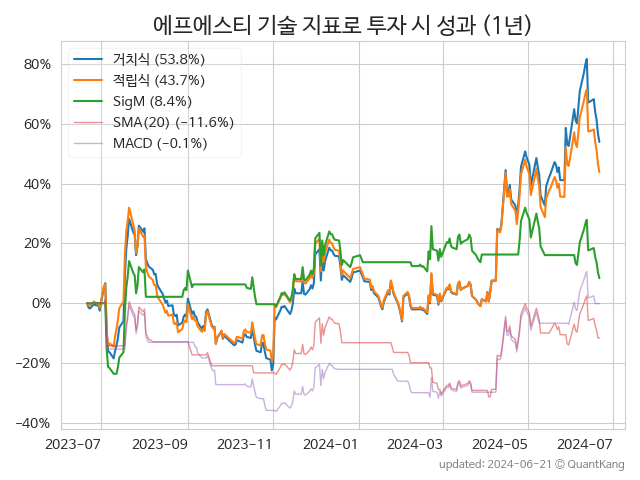 에프에스티 기술 지표로 투자 시 성과 (1년)
거치식 (53.8%)
적립식 (43.7%)
SigM (8.4%)
SMA(20) (−11.6%)
MACD (−0.1%)
80%
60%
40%
20%
0%
−20%
−40%
2023-07 2023-09 2023-11 2024-01 2024-03 2024-05 2024-07
updated: 2024-06-21 © QuantKang